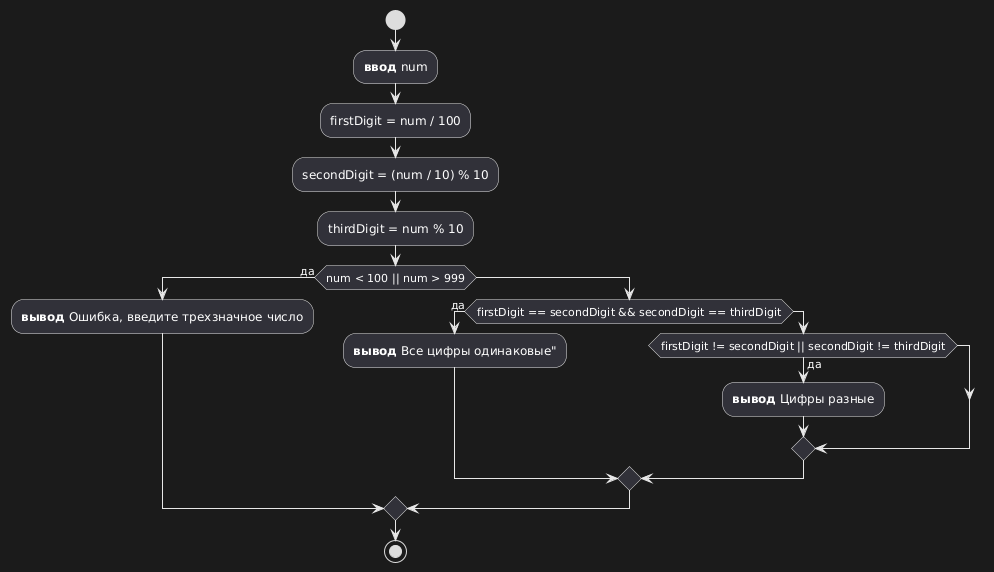 ввод num
firstDigit = num / 100
secondDigit = (num / 10) % 10
thirdDigit = num % 10
да
num < 100 || num > 999
вывод Ошибка, введите трехзначное число
да
firstDigit == secondDigit && secondDigit == thirdDigit
вывод Все цифры одинаковые"
firstDigit != secondDigit || secondDigit != thirdDigit
да
вывод Цифры разные